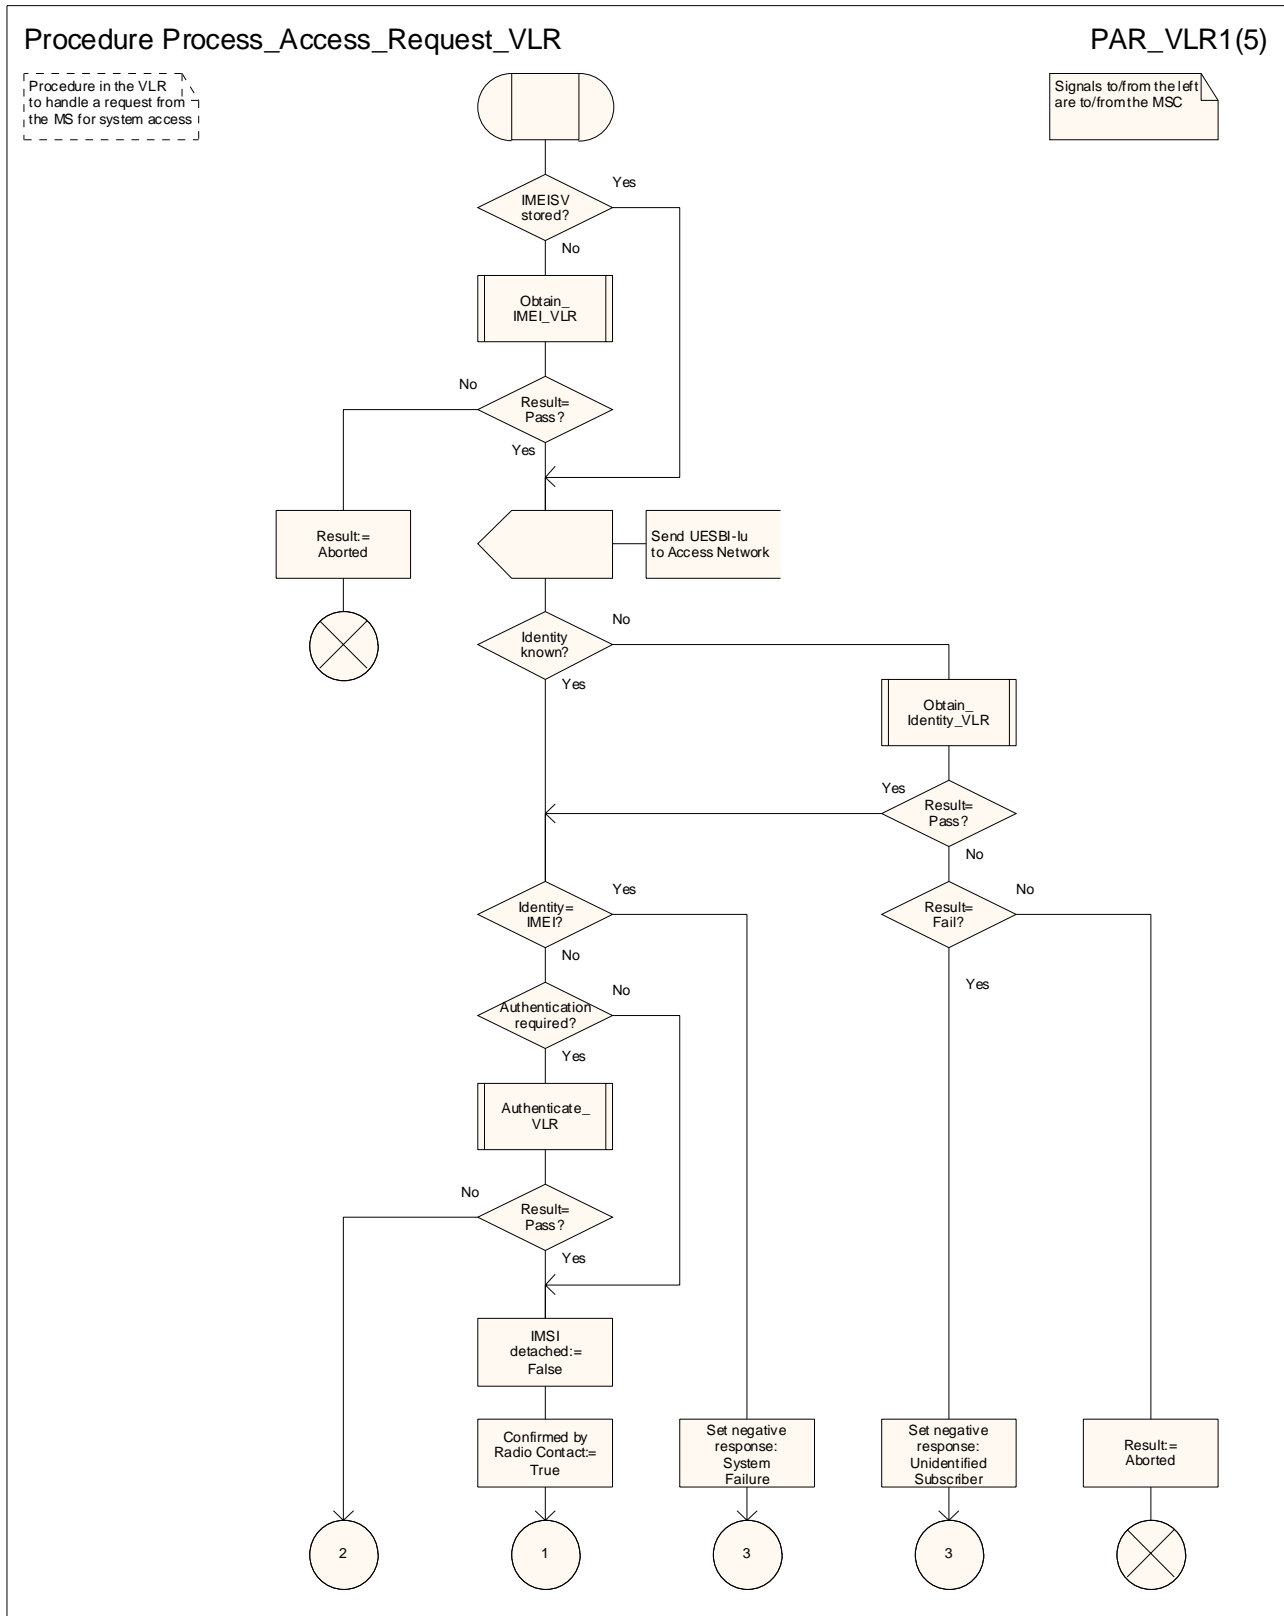 Procedure Process_Access_Request_VLR
PAR_VLR1(5)
Procedure in the VLR
to handle a request from
the MS for system access
Signals to/from the left
are to/from the MSC
IMEISV
stored?
Yes
No
Obtain_
IMEI_VLR
Result=
Pass?
No
Yes
Result:=
Aborted
Send UESBI-Iu
to Access Network
Identity
known?
No
Yes
Obtain_
Identity_VLR
Result=
Pass?
Yes
No
Identity=
IMEI?
Yes
No
Result=
Fail?
No
Yes
Authentication
required?
No
Yes
Authenticate_
VLR
Result=
Pass?
No
Yes
IMSI
detached:=
False
Confirmed by
Radio Contact:=
True
Set negative
response:
System
Failure
Set negative
response:
Unidentified
Subscriber
Result:=
Aborted
2
1
3
3